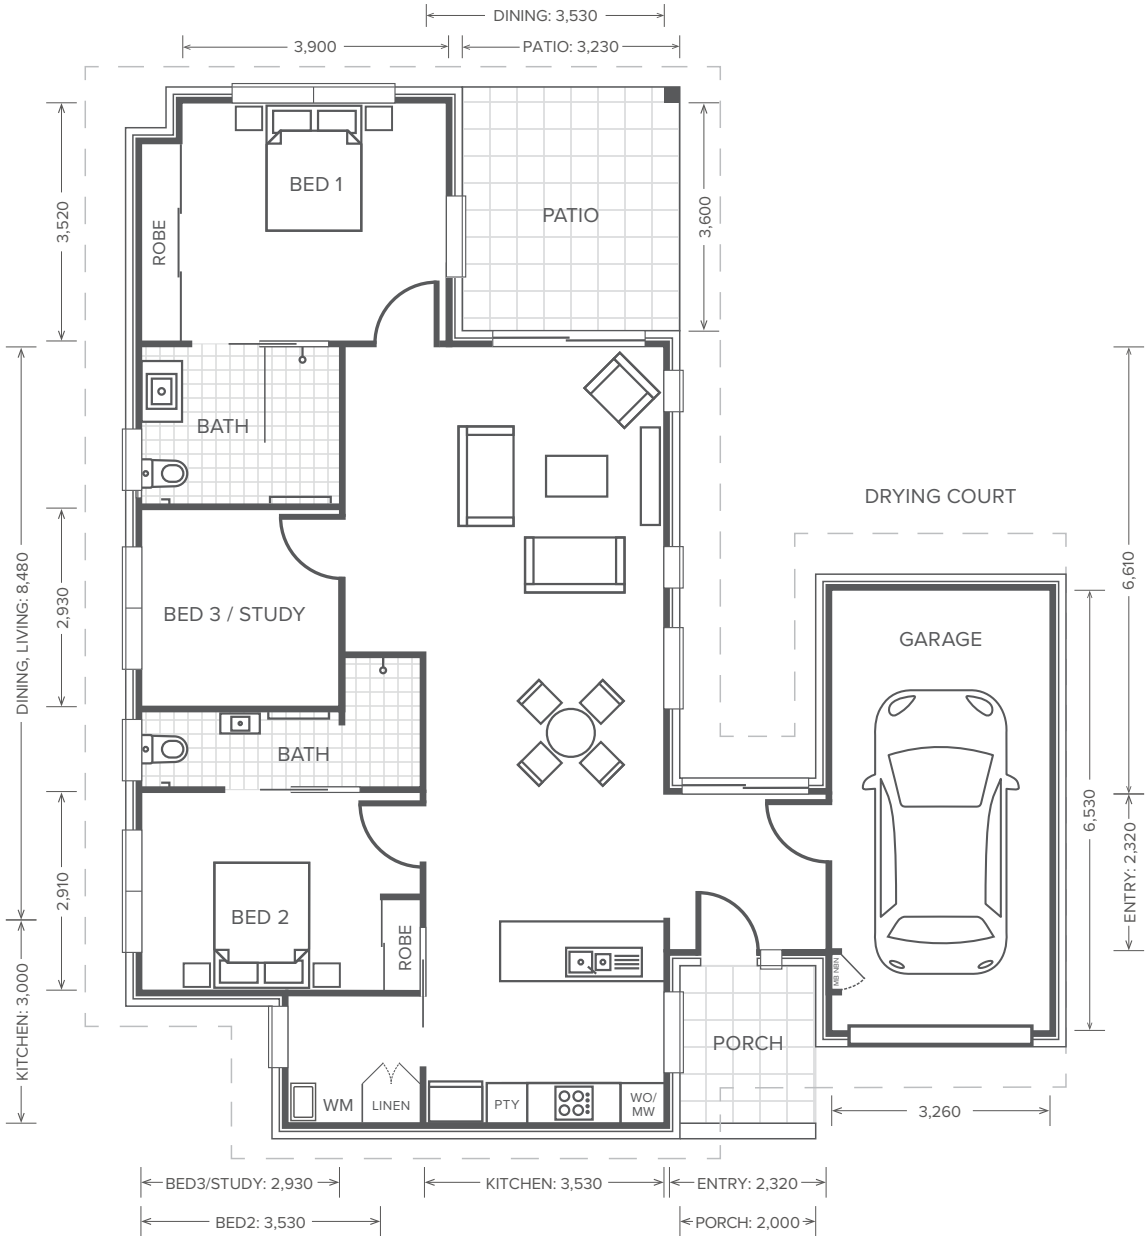 DINING: 3,530
3,900
PATIO: 3,230
BED 1
PATIO
3,520
3,600
ROBE
BATH
DRYING COURT
DINING, LIVING: 8,480
2,930
BED 3 / STUDY
6,610
GARAGE
BATH
6,530
2,910
BED 2
ROBE
ENTRY: 2,320
MB NBN
KITCHEN: 3,000
PORCH
WM
LINEN
PTY
WO/
MW
3,260
BED3/STUDY: 2,930
KITCHEN: 3,530
ENTRY: 2,320
BED2: 3,530
PORCH: 2,000